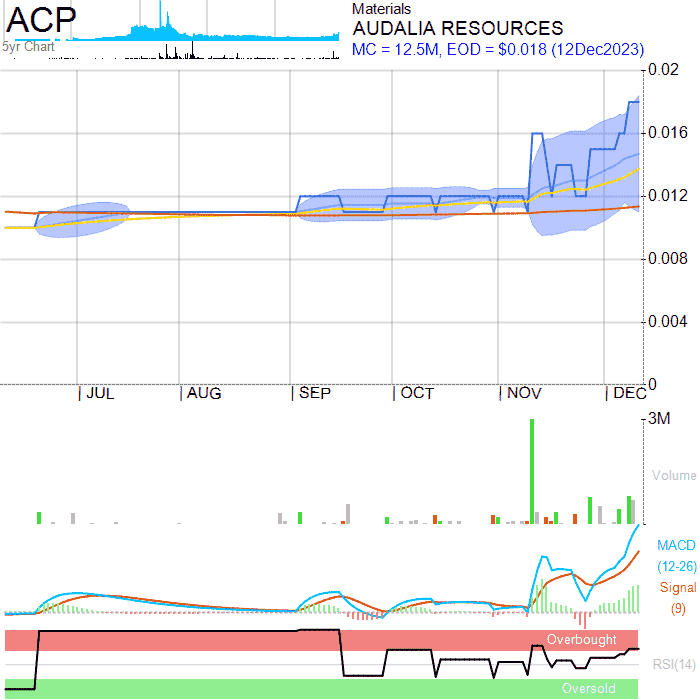 ACP
5yr Chart
Materials
AUDALIA RESOURCES
MC = 12.5M, EOD = $0.018 (12Dec2023)
0.02
0.016
0.012
0.008
0.004
0
| JUL | AUG | SEP | OCT | NOV | DEC
3M
Volume
MACD
(12-26)
Signal
(9)
Overbought
RSI(14)
Oversold